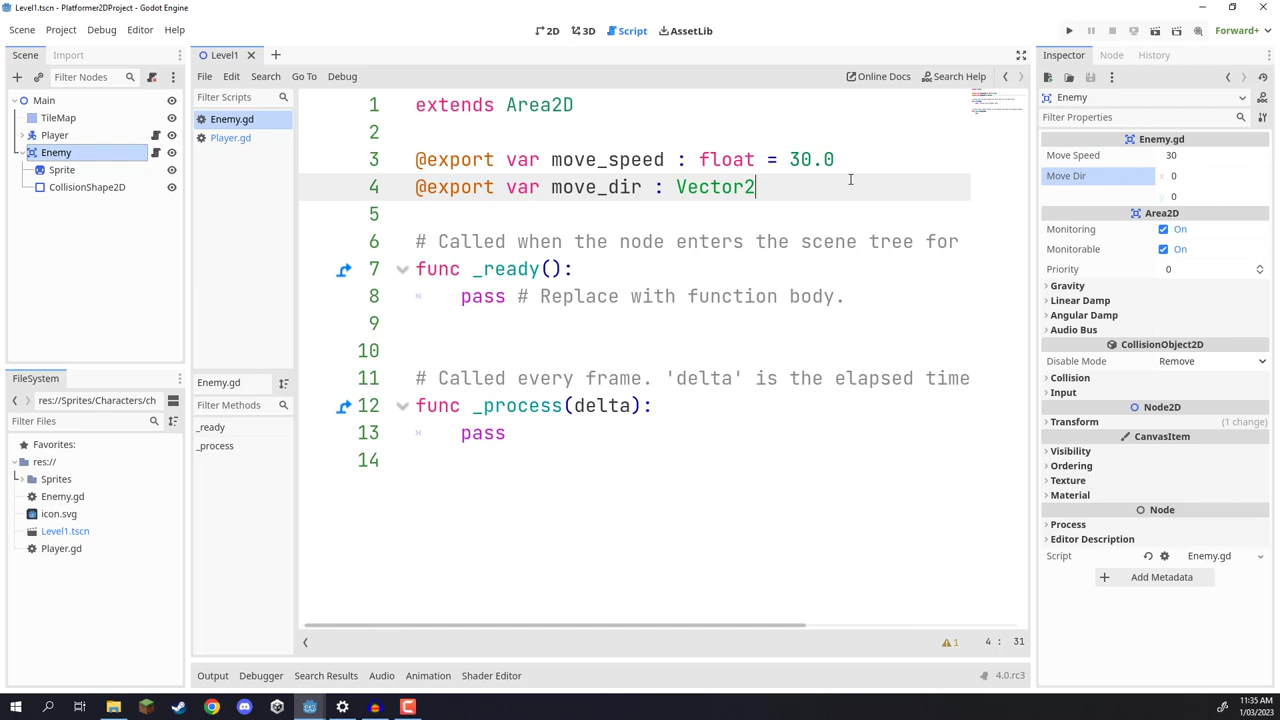 Level1.tscn - Platformer2DProject - Godot Engine
Scene Project Debug Editor Help
2D 3D Script AssetLib
Forward+
Scene Import
Filter Nodes
Main
TileMap
Player
Enemy
Sprite
CollisionShape2D
FileSystem
res://Sprites/Characters/ch
Filter Files
Favorites:
res://
Sprites
Enemy.gd
icon.svg
Level1.tscn
Player.gd
Level1
File Edit Search Go To Debug
Online Docs Search Help
Filter Scripts
Enemy.gd
Player.gd
Enemy.gd
Filter Methods
_ready
_process
1 extends Area2D
2
3 @export var move_speed : float = 30.0
4 @export var move_dir : Vector2
5
6 # Called when the node enters the scene tree for
7 func _ready():
8 pass # Replace with function body.
9
10
11 # Called every frame. 'delta' is the elapsed time
12 func _process(delta):
13 pass
14
1 4 : 31
Output Debugger Search Results Audio Animation Shader Editor
4.0.rc3
Inspector Node History
Enemy
Filter Properties
Enemy.gd
Move Speed 30
Move Dir x 0
y 0
Area2D
Monitoring On
Monitorable On
Priority 0
Gravity
Linear Damp
Angular Damp
Audio Bus
CollisionObject2D
Disable Mode Remove
Collision
Input
Node2D
Transform (1 change)
CanvasItem
Visibility
Ordering
Texture
Material
Node
Process
Editor Description
Script Enemy.gd
Add Metadata
11:35 AM
1/03/2023